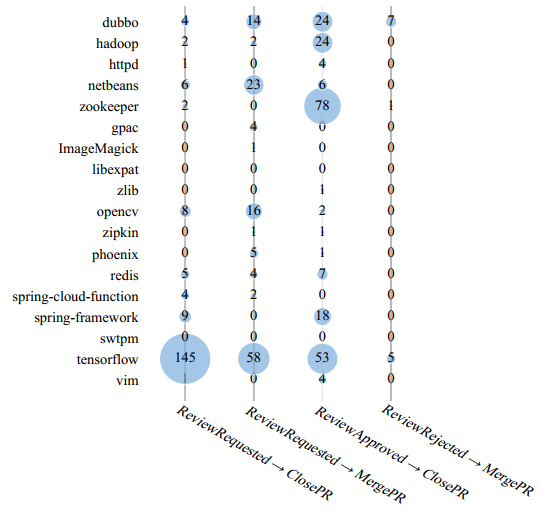 dubbo 4 14 24 7
hadoop 2 2 24 0
httpd 1 0 4 0
netbeans 6 23 6 0
zookeeper 2 0 78 1
gpac 0 4 0 0
ImageMagick 0 1 0 0
libexpat 0 0 0 0
zlib 0 0 1 0
opencv 8 16 2 0
zipkin 0 1 1 0
phoenix 0 5 1 0
redis 5 4 7 0
spring-cloud-function 4 2 0 0
spring-framework 9 0 18 0
swtpm 0 0 0 0
tensorflow 145 58 53 5
vim 1 0 4 0
ReviewRequested → ClosePR
ReviewRequested → MergePR
ReviewApproved → ClosePR
ReviewRejected → MergePR